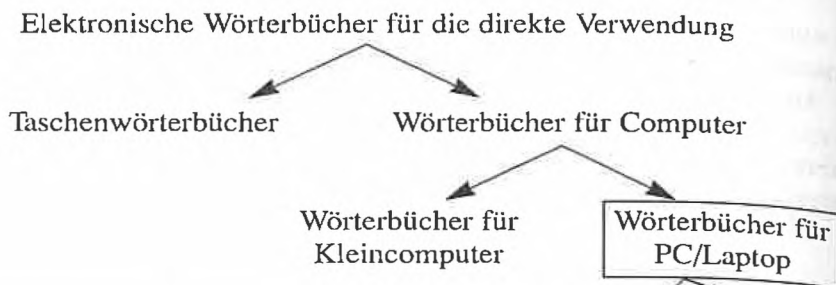 Elektronische Wörterbücher für die direkte Verwendung
Taschenwörterbücher
Wörterbücher für Computer
Wörterbücher für
Kleincomputer
Wörterbücher für
PC/Laptop